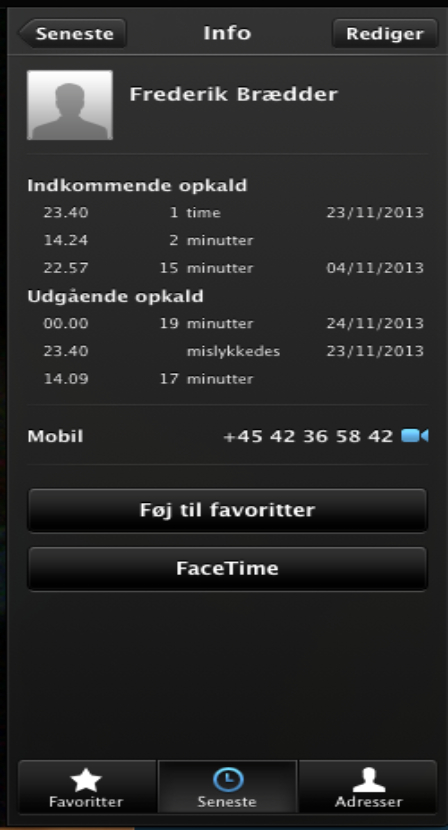 Seneste Info Rediger
Frederik Brædder
Indkommende opkald
23.40 1 time 23/11/2013
14.24 2 minutter
22.57 15 minutter 04/11/2013
Udgående opkald
00.00 19 minutter 24/11/2013
23.40 mislykkedes 23/11/2013
14.09 17 minutter
Mobil +45 42 36 58 42
Føj til favoritter
FaceTime
Favoritter Seneste Adresser